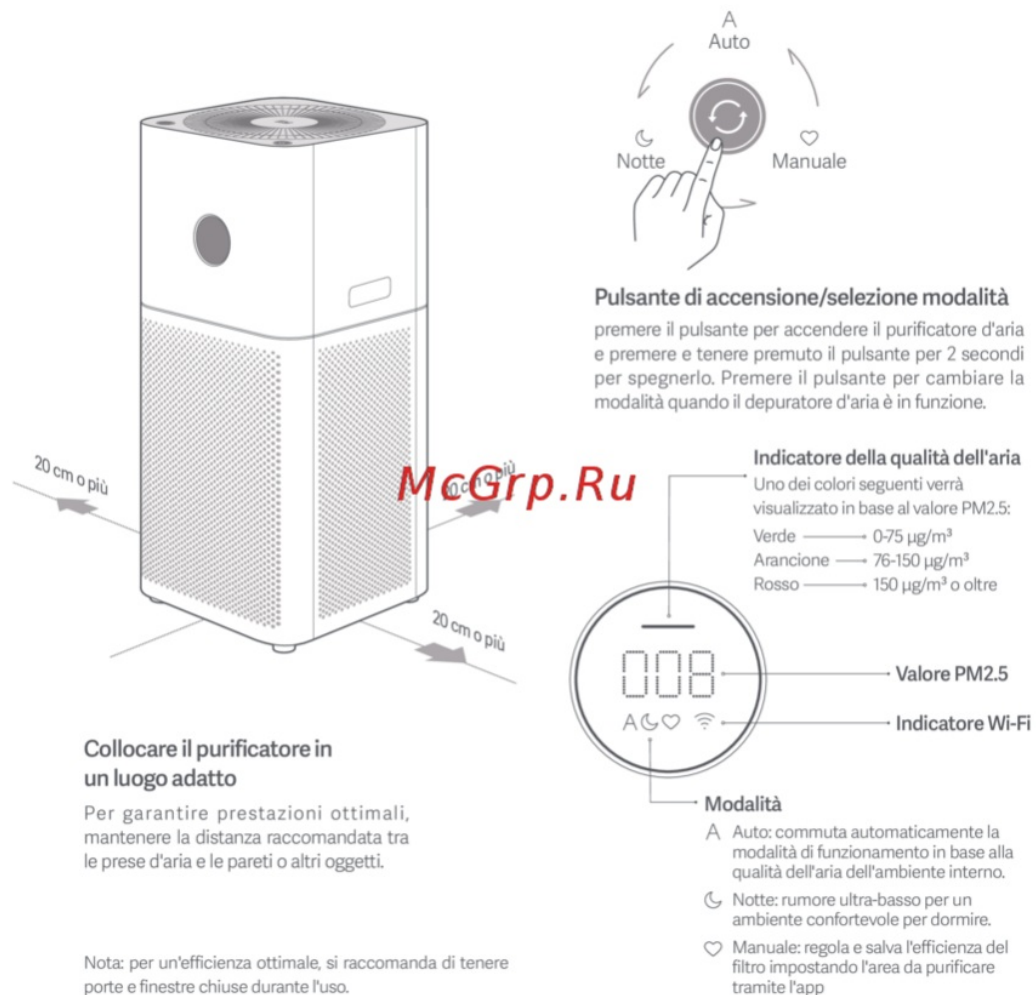 A
Auto
Notte
Manuale
Pulsante di accensione/selezione modalità
premere il pulsante per accendere il purificatore d'aria
e premere e tenere premuto il pulsante per 2 secondi
per spegnerlo. Premere il pulsante per cambiare la
modalità quando il depuratore d'aria è in funzione.
20 cm o più
20 cm o più
20 cm o più
McGrp.Ru
Collocare il purificatore in
un luogo adatto
Per garantire prestazioni ottimali,
mantenere la distanza raccomandata tra
le prese d'aria e le pareti o altri oggetti.
Nota: per un'efficienza ottimale, si raccomanda di tenere
porte e finestre chiuse durante l'uso.
Indicatore della qualità dell'aria
Uno dei colori seguenti verrà
visualizzato in base al valore PM2.5:
Verde 0-75 µg/m³
Arancione 76-150 µg/m³
Rosso 150 µg/m³ o oltre
008
A
Valore PM2.5
Indicatore Wi-Fi
Modalità
A Auto: commuta automaticamente la
modalità di funzionamento in base alla
qualità dell'aria dell'ambiente interno.
Notte: rumore ultra-basso per un
ambiente confortevole per dormire.
Manuale: regola e salva l'efficienza del
filtro impostando l'area da purificare
tramite l'app